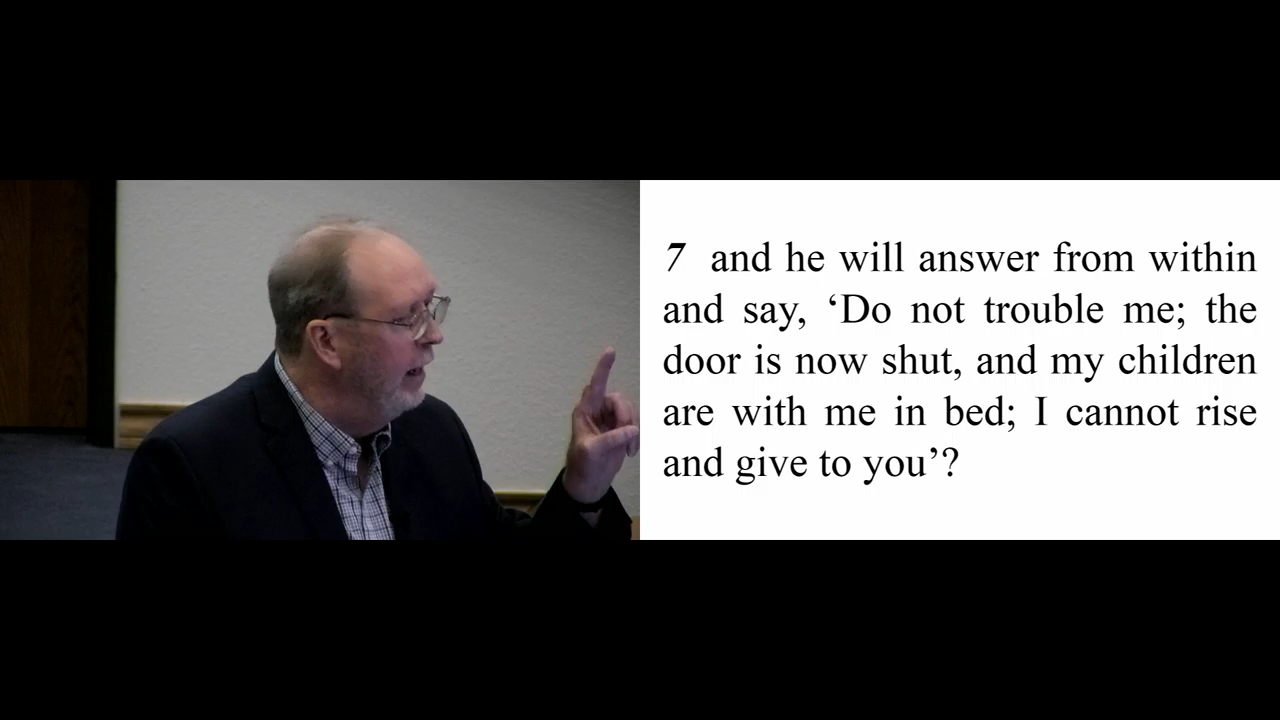 7 and he will answer from within
and say, ‘Do not trouble me; the
door is now shut, and my children
are with me in bed; I cannot rise
and give to you’?